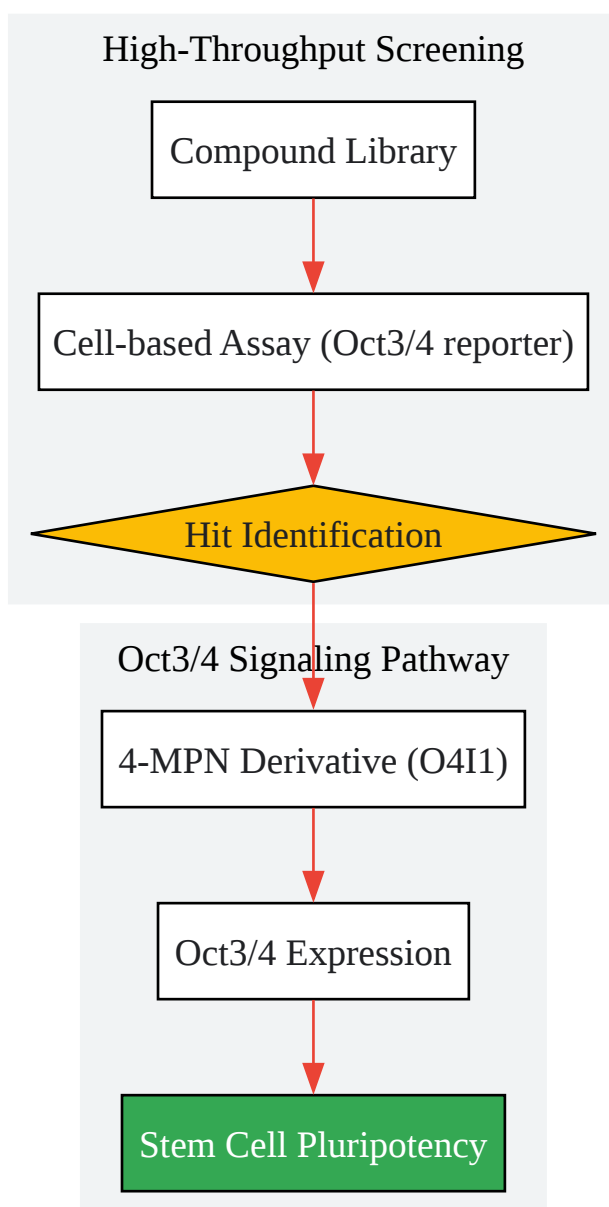 High-Throughput Screening
Compound Library
Cell-based Assay (Oct3/4 reporter)
Hit Identification
Oct3/4 Signaling Pathway
4-MPN Derivative (O4I1)
Oct3/4 Expression
Stem Cell Pluripotency